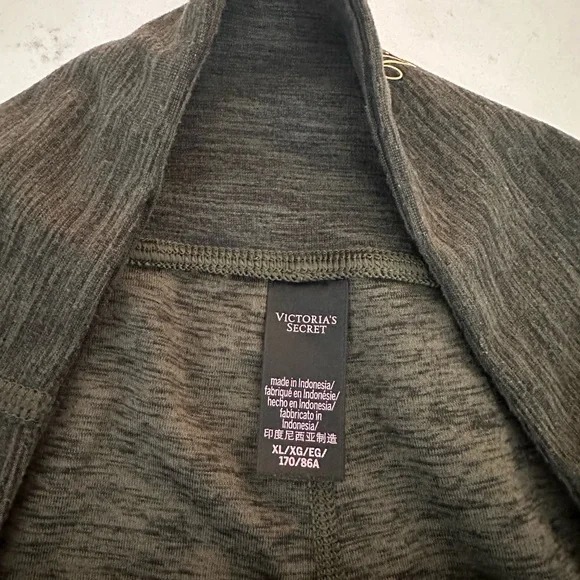 VICTORIA'S
SECRET
made in Indonesia/
fabriqué en Indonésie/
hecho en Indonesia/
fabbricato in
Indonesia/
印度尼西亚制造
XL/XG/EG/
170/86A